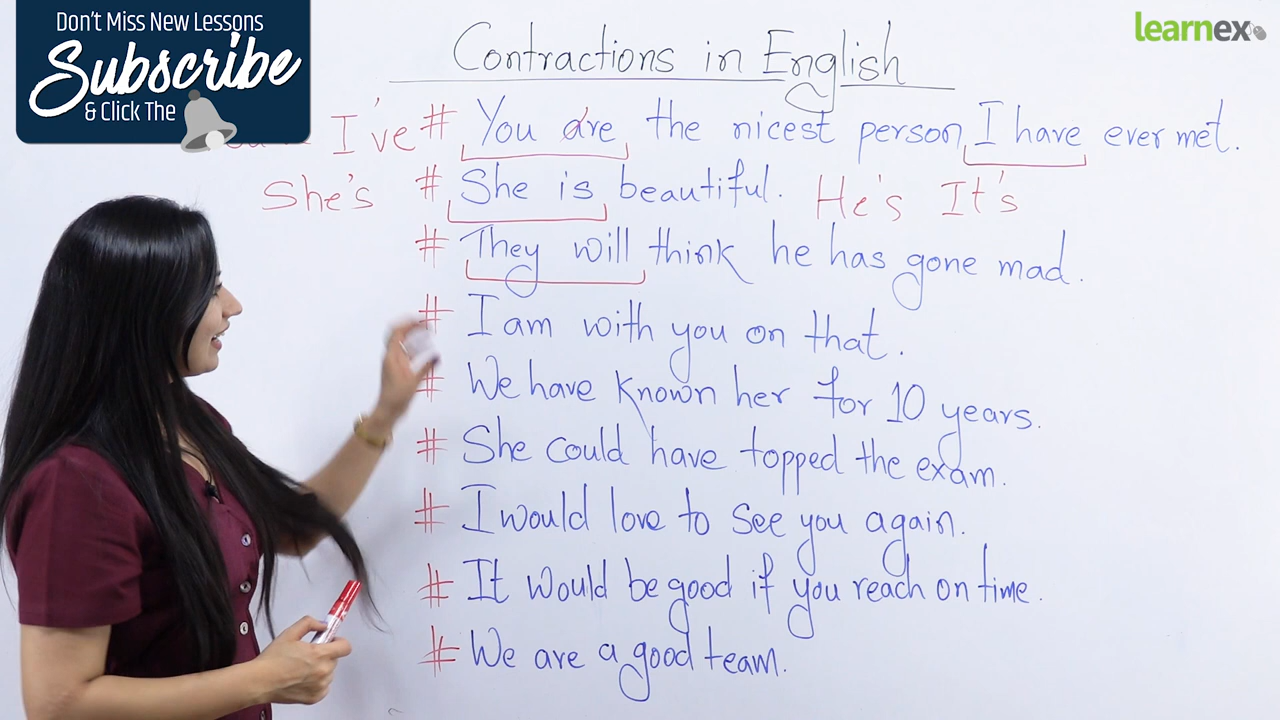 Don't Miss New Lessons
Subscribe
& Click The
learnex
Contractions in English
I've # You are the nicest person I have ever met.
She's # She is beautiful. He's It's
# They will think he has gone mad.
# I am with you on that.
# We have known her for 10 years.
# She could have topped the exam.
# I would love to see you again.
# It would be good if you reach on time.
# We are a good team.